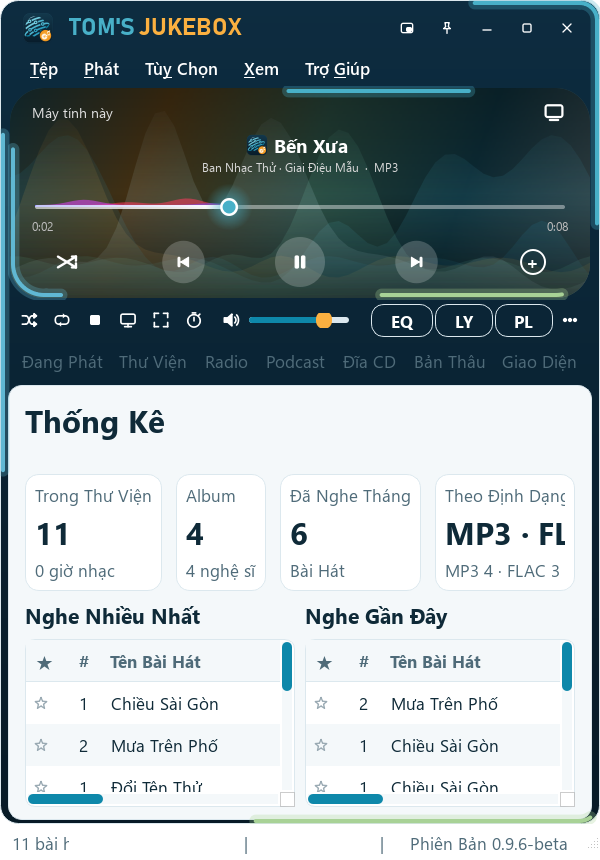 TOM'S JUKEBOX
Tệp Phát Tùy Chọn Xem Trợ Giúp
Máy tính này
Bến Xưa
Ban Nhạc Thử · Giai Điệu Mẫu · MP3
0:02 0:08
EQ LY PL
Đang Phát Thư Viện Radio Podcast Đĩa CD Bản Thâu Giao Diện
Thống Kê
Trong Thư Viện Album Đã Nghe Tháng Theo Định Dạng
11 4 6 MP3 · FL
0 giờ nhạc 4 nghệ sĩ Bài Hát MP3 4 · FLAC 3
Nghe Nhiều Nhất Nghe Gần Đây
★ # Tên Bài Hát ★ # Tên Bài Hát
☆ 1 Chiều Sài Gòn ☆ 2 Mưa Trên Phố
☆ 2 Mưa Trên Phố ☆ 1 Chiều Sài Gòn
☆ 1 Đổi Tên Thử ☆ 1 Chiều Sài Gòn
11 bài h | | Phiên Bản 0.9.6-beta